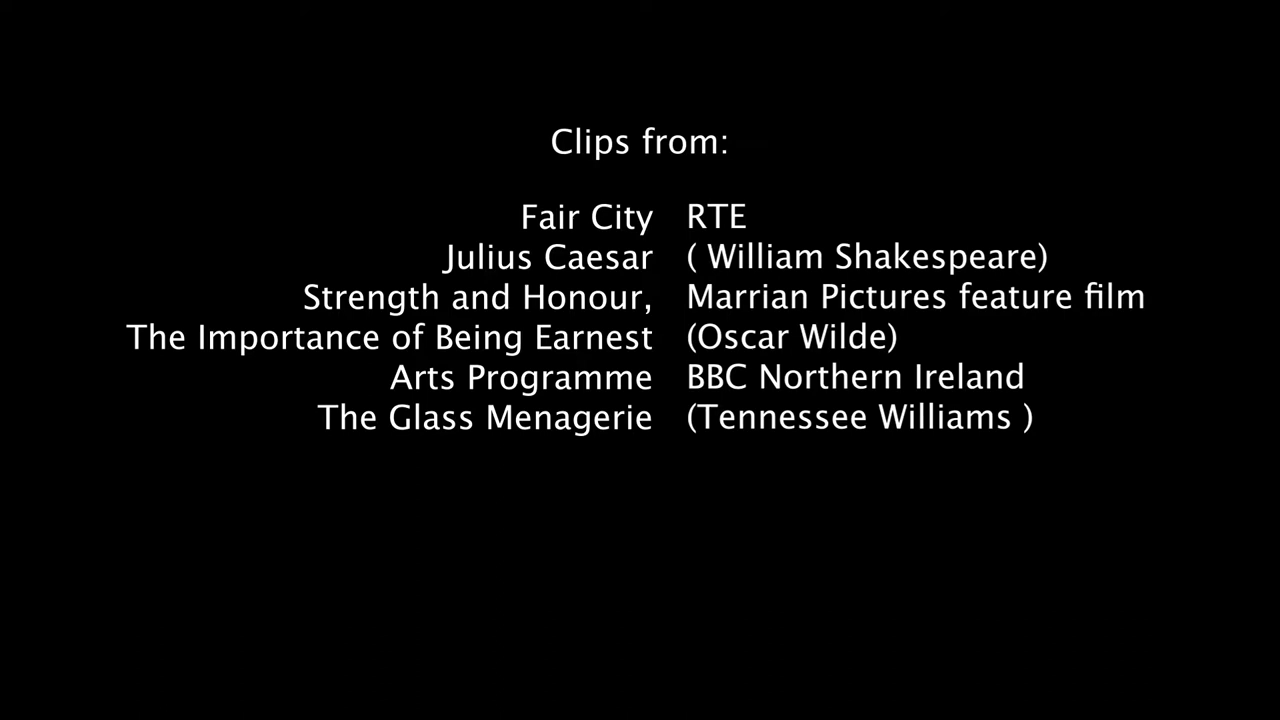 Clips from:
Fair City RTE
Julius Caesar ( William Shakespeare)
Strength and Honour, Marrian Pictures feature film
The Importance of Being Earnest (Oscar Wilde)
Arts Programme BBC Northern Ireland
The Glass Menagerie (Tennessee Williams )